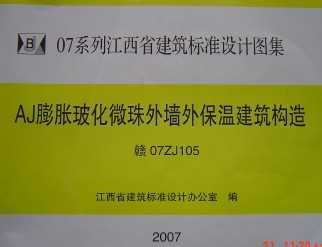 B
07系列江西省建筑标准设计图集
AJ膨胀玻化微珠外墙外保温建筑构造
赣 07ZJ105
江西省建筑标准设计办公室 编
2007